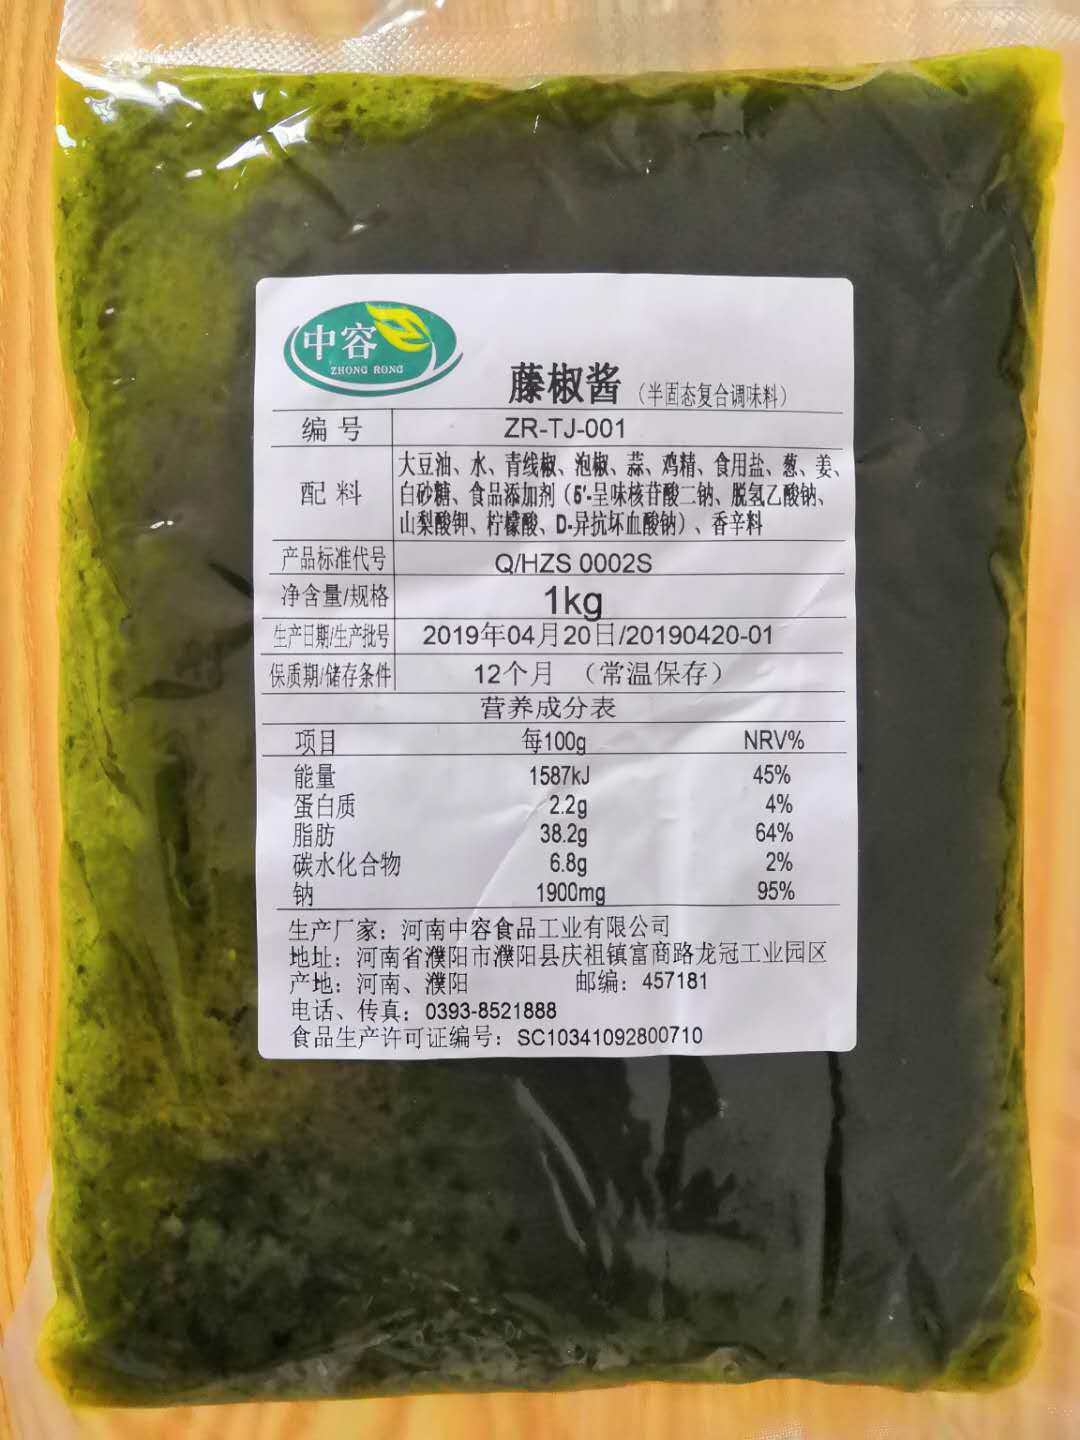 中容
ZHONG RONG
藤椒酱（半固态复合调味料）
编号 ZR-TJ-001
配料 大豆油、水、青线椒、泡椒、蒜、鸡精、食用盐、葱、姜、
白砂糖、食品添加剂（5′-呈味核苷酸二钠、脱氢乙酸钠、
山梨酸钾、柠檬酸、D-异抗坏血酸钠）、香辛料
产品标准代号 Q/HZS 0002S
净含量/规格 1kg
生产日期/生产批号 2019年04月20日/20190420-01
保质期/储存条件 12个月 （常温保存）
营养成分表
项目 每100g NRV%
能量 1587kJ 45%
蛋白质 2.2g 4%
脂肪 38.2g 64%
碳水化合物 6.8g 2%
钠 1900mg 95%
生产厂家：河南中容食品工业有限公司
地址：河南省濮阳市濮阳县庆祖镇富商路龙冠工业园区
产地：河南、濮阳 邮编：457181
电话、传真：0393-8521888
食品生产许可证编号：SC10341092800710